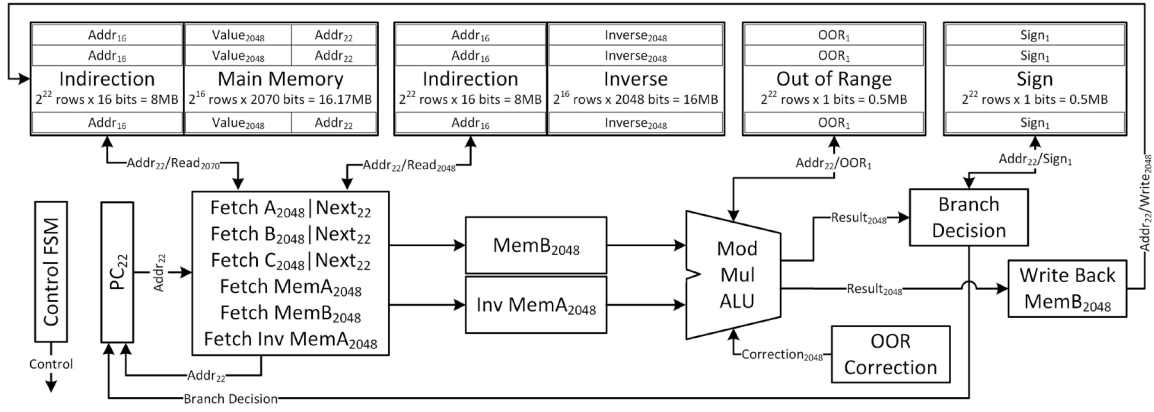 Addr16 Value2048 Addr22 Addr16 Inverse2048 OOR1 Sign1
Addr16 Value2048 Addr22 Addr16 Inverse2048 OOR1 Sign1
Indirection Main Memory Indirection Inverse Out of Range Sign
2^22 rows x 16 bits = 8MB 2^16 rows x 2070 bits = 16.17MB 2^22 rows x 16 bits = 8MB 2^16 rows x 2048 bits = 16MB 2^22 rows x 1 bits = 0.5MB 2^22 rows x 1 bits = 0.5MB
Addr16 Value2048 Addr22 Addr16 Inverse2048 OOR1 Sign1
Addr22/Read2070 Addr22/Read2048 Addr22/OOR1 Addr22/Sign1
Addr22/Write2048
Control FSM
Control
PC22
Addr22
Fetch A2048|Next22
Fetch B2048|Next22
Fetch C2048|Next22
Fetch MemA2048
Fetch MemB2048
Fetch Inv MemA2048
Addr22
Branch Decision
MemB2048
Inv MemA2048
Mod
Mul
ALU
Result2048
Result2048
Branch
Decision
Write Back
MemB2048
Correction2048
OOR
Correction